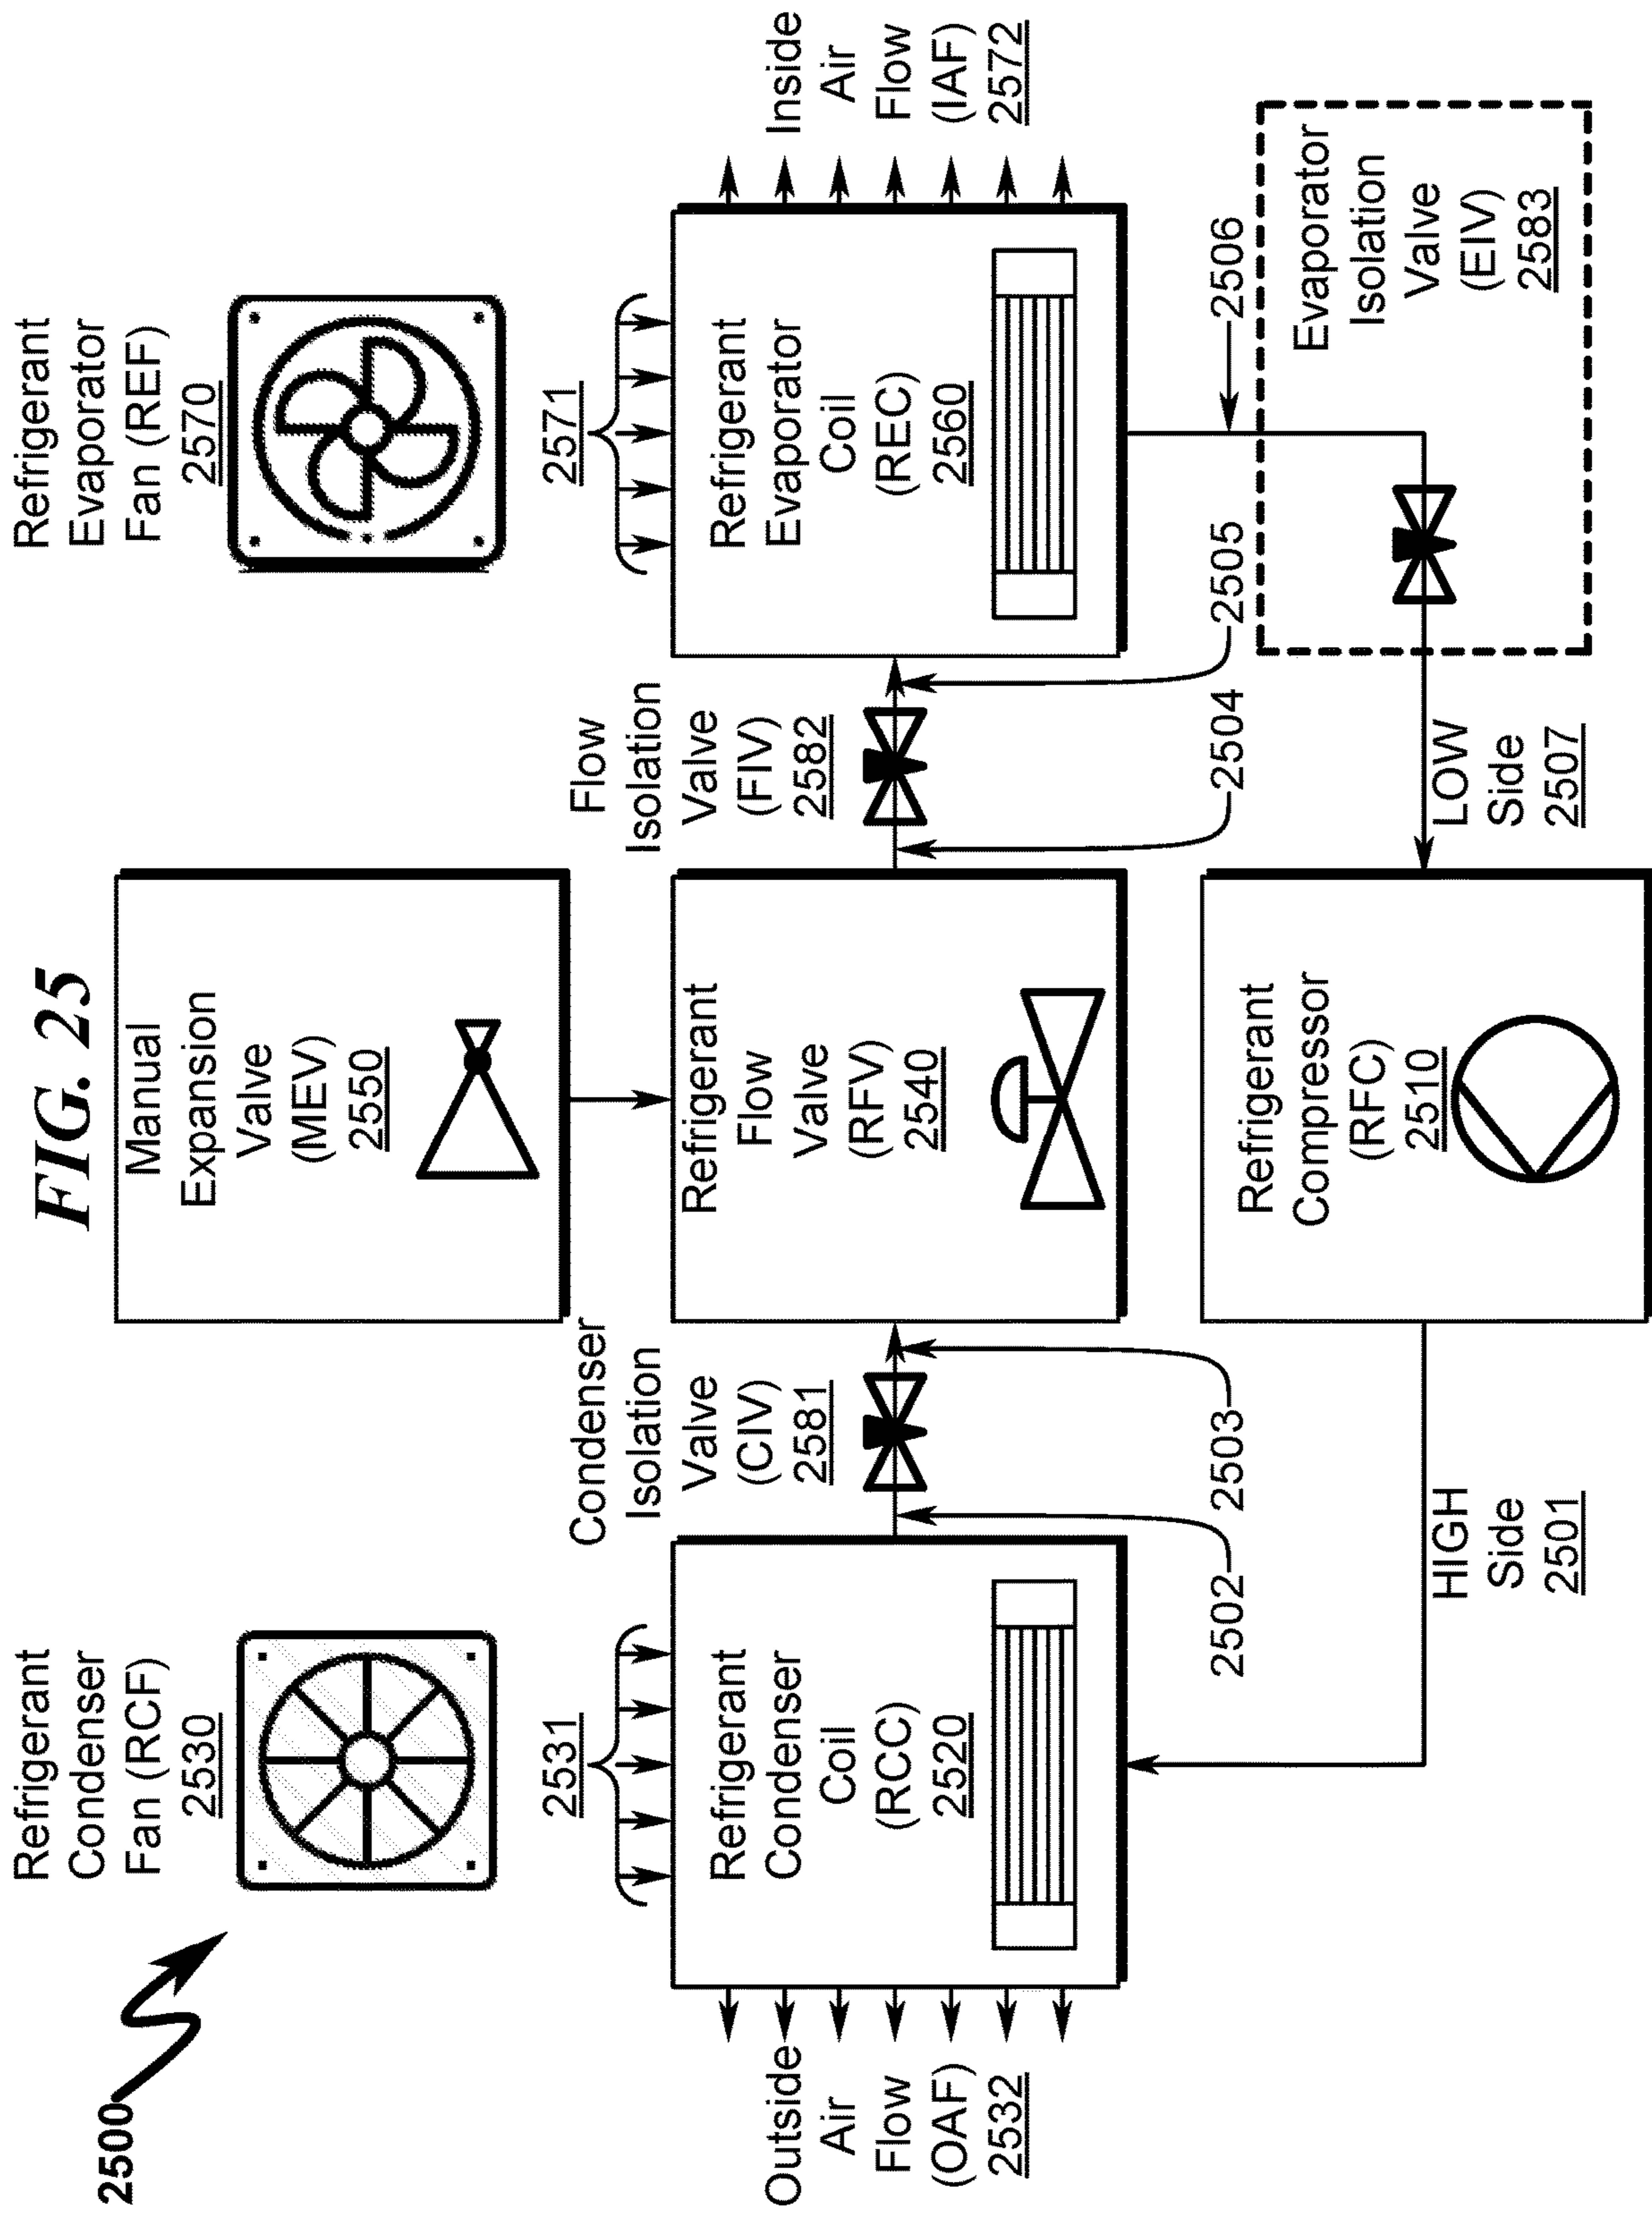 FIG. 25
2500
Refrigerant
Condenser
Fan (RCF)
2530
Refrigerant
Evaporator
Fan (REF)
2570
Manual
Expansion
Valve
(MEV)
2550
2531
Condenser
Isolation
Valve
(CIV)
2581
Flow
Isolation
Valve
(FIV)
2582
2571
Outside
Air
Flow
(OAF)
2532
Refrigerant
Condenser
Coil
(RCC)
2520
Refrigerant
Flow
Valve
(RFV)
2540
Refrigerant
Evaporator
Coil
(REC)
2560
Inside
Air
Flow
(IAF)
2572
2502
2503
2504
2505
2506
HIGH
Side
2501
Refrigerant
Compressor
(RFC)
2510
LOW
Side
2507
Evaporator
Isolation
Valve
(EIV)
2583